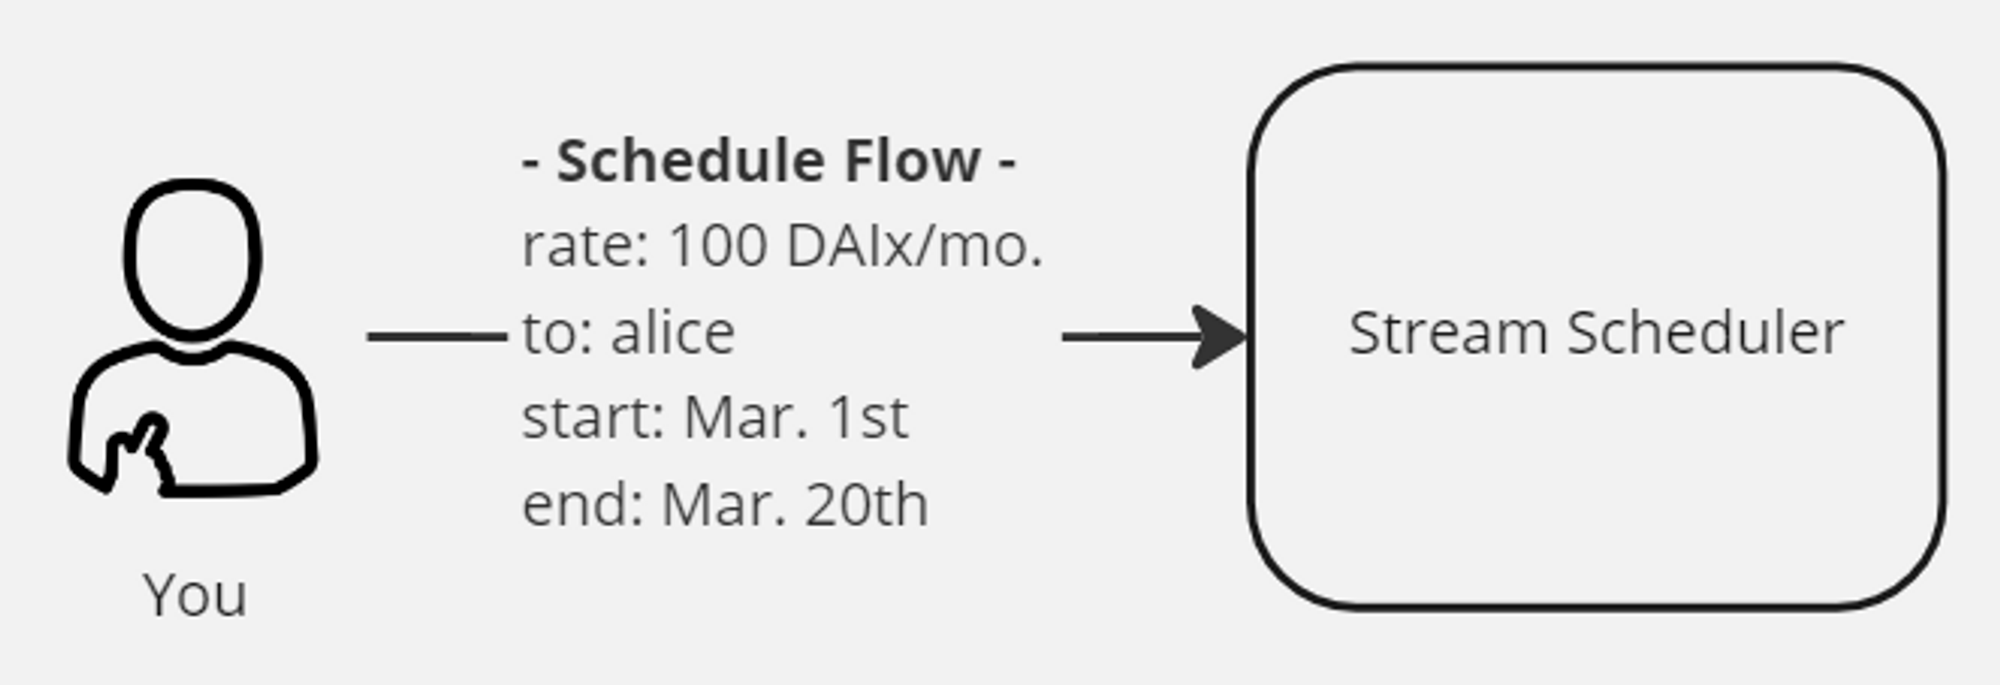 - Schedule Flow -
rate: 100 DAIx/mo.
to: alice
start: Mar. 1st
end: Mar. 20th
You
Stream Scheduler